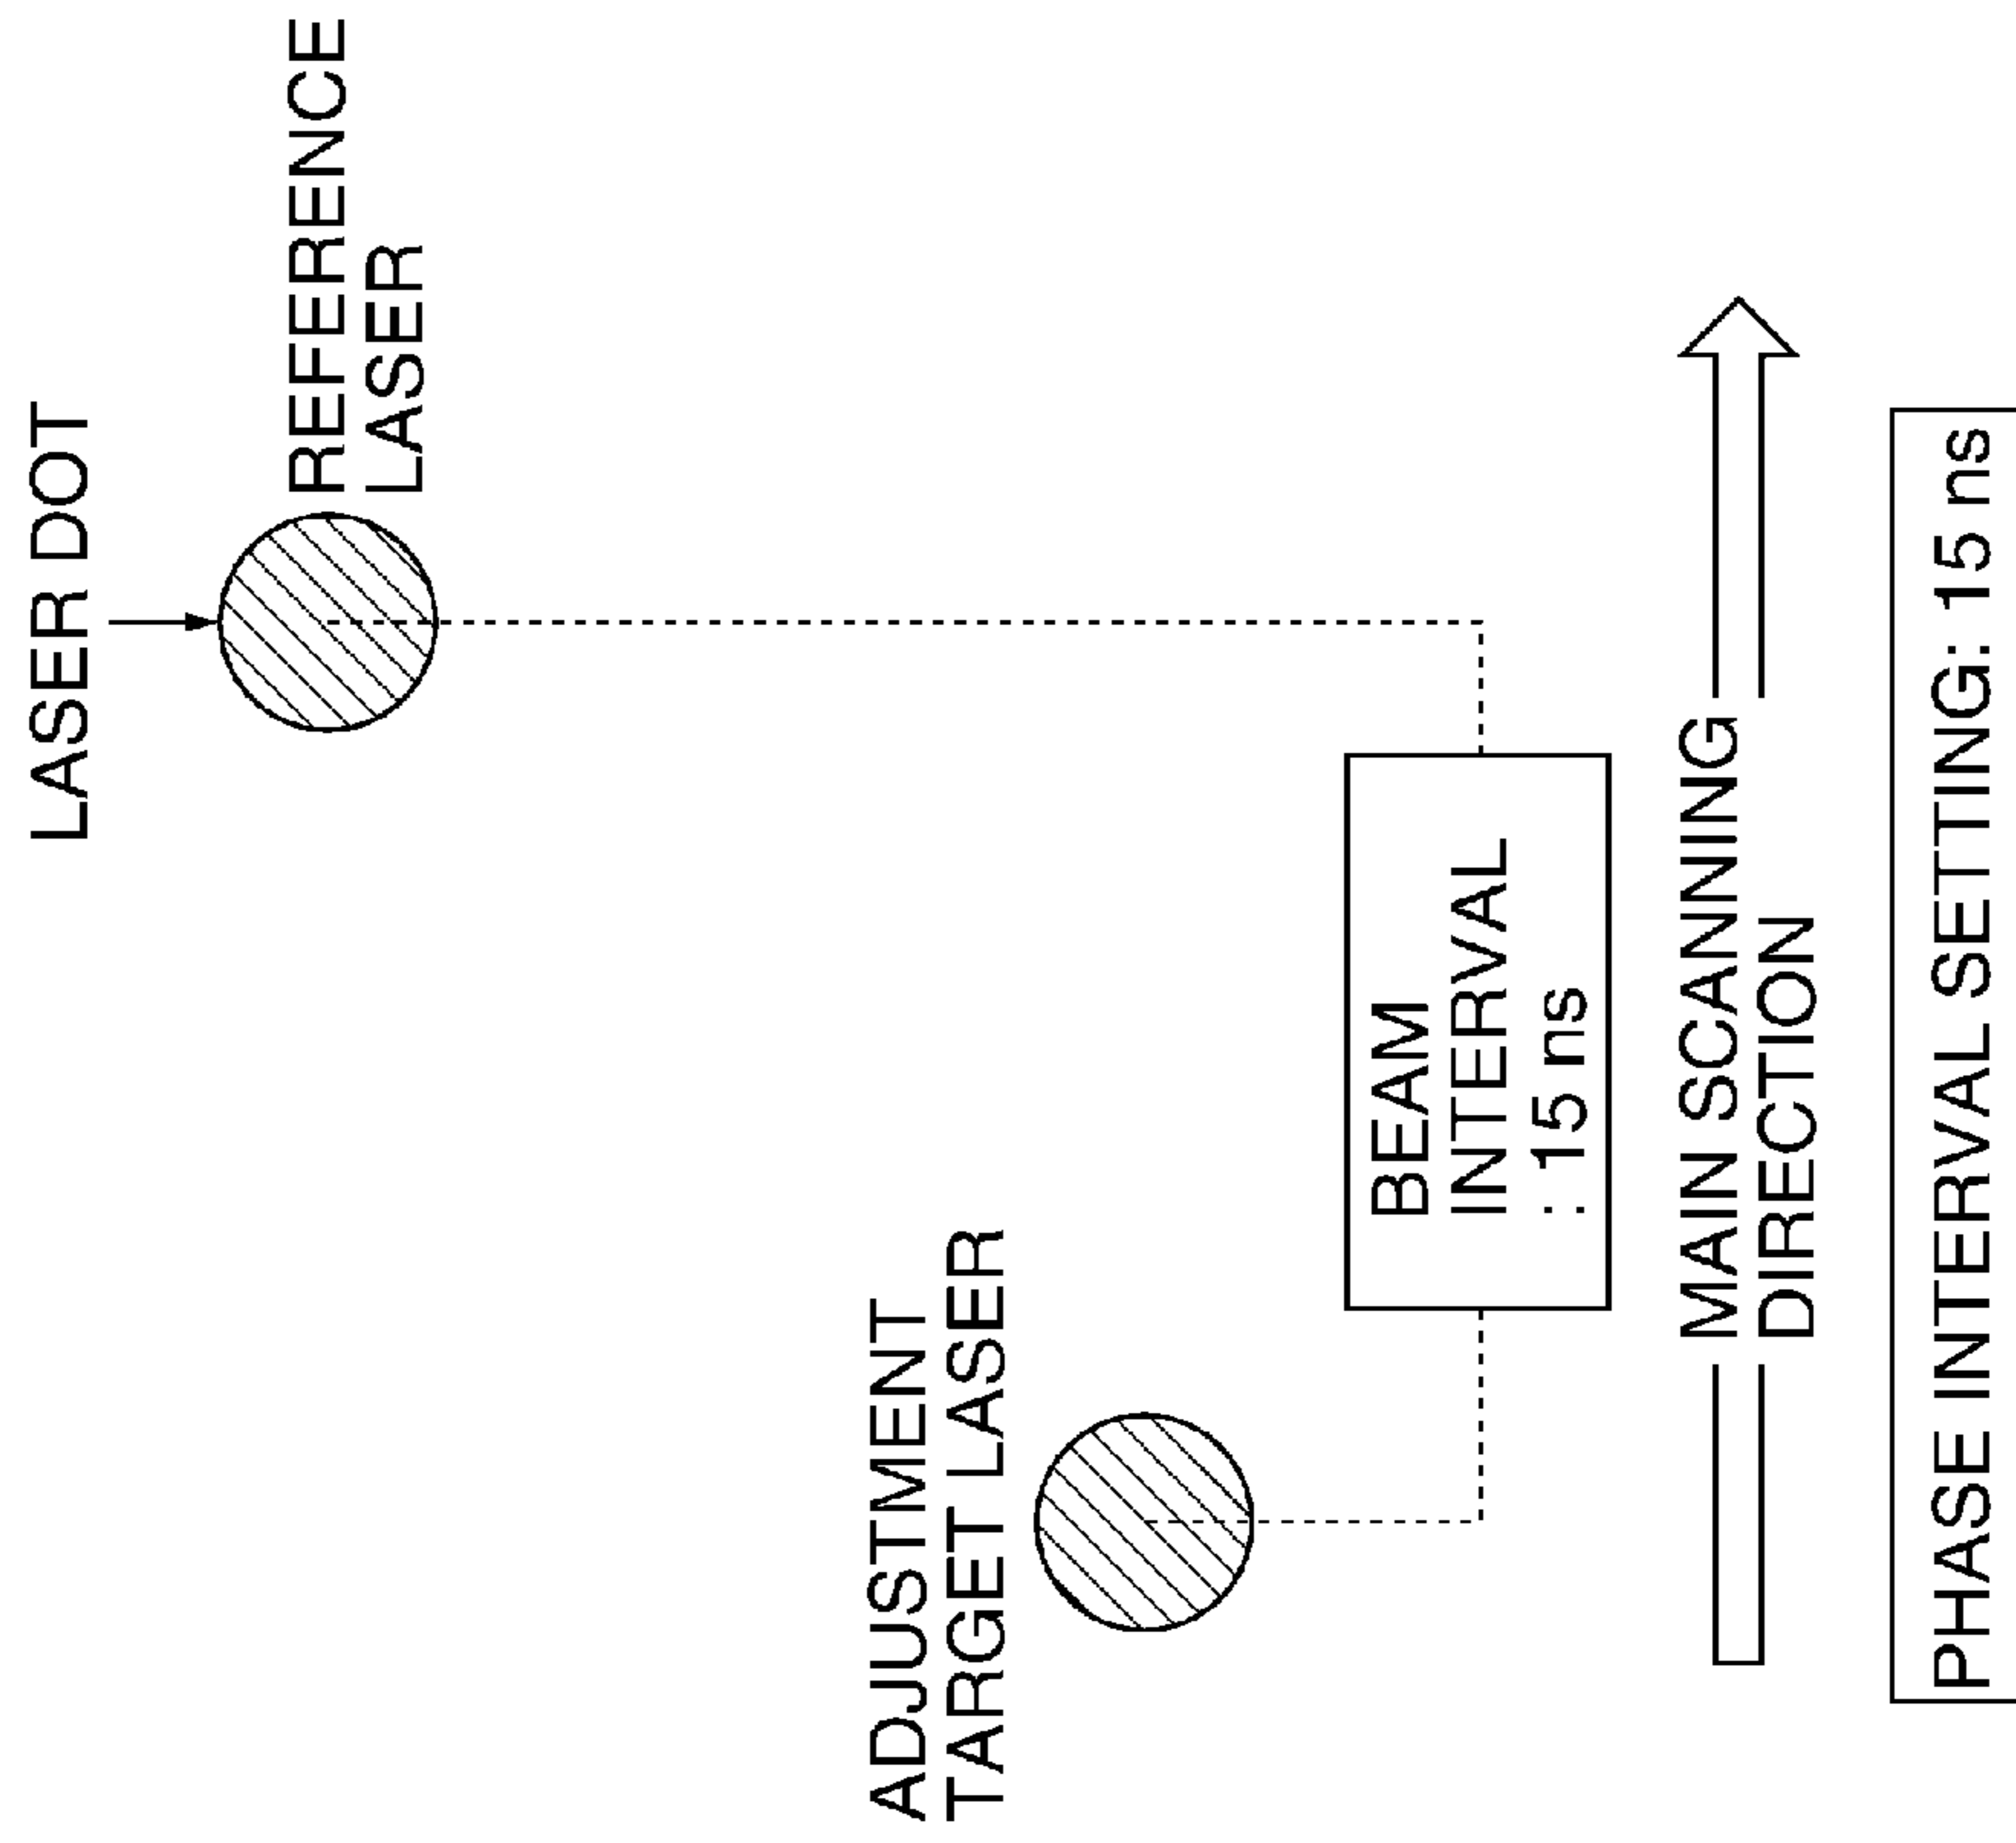 LASER DOT
REFERENCE
LASER
ADJUSTMENT
TARGET LASER
BEAM
INTERVAL
: 15 ns
MAIN SCANNING
DIRECTION
PHASE INTERVAL SETTING: 15 ns